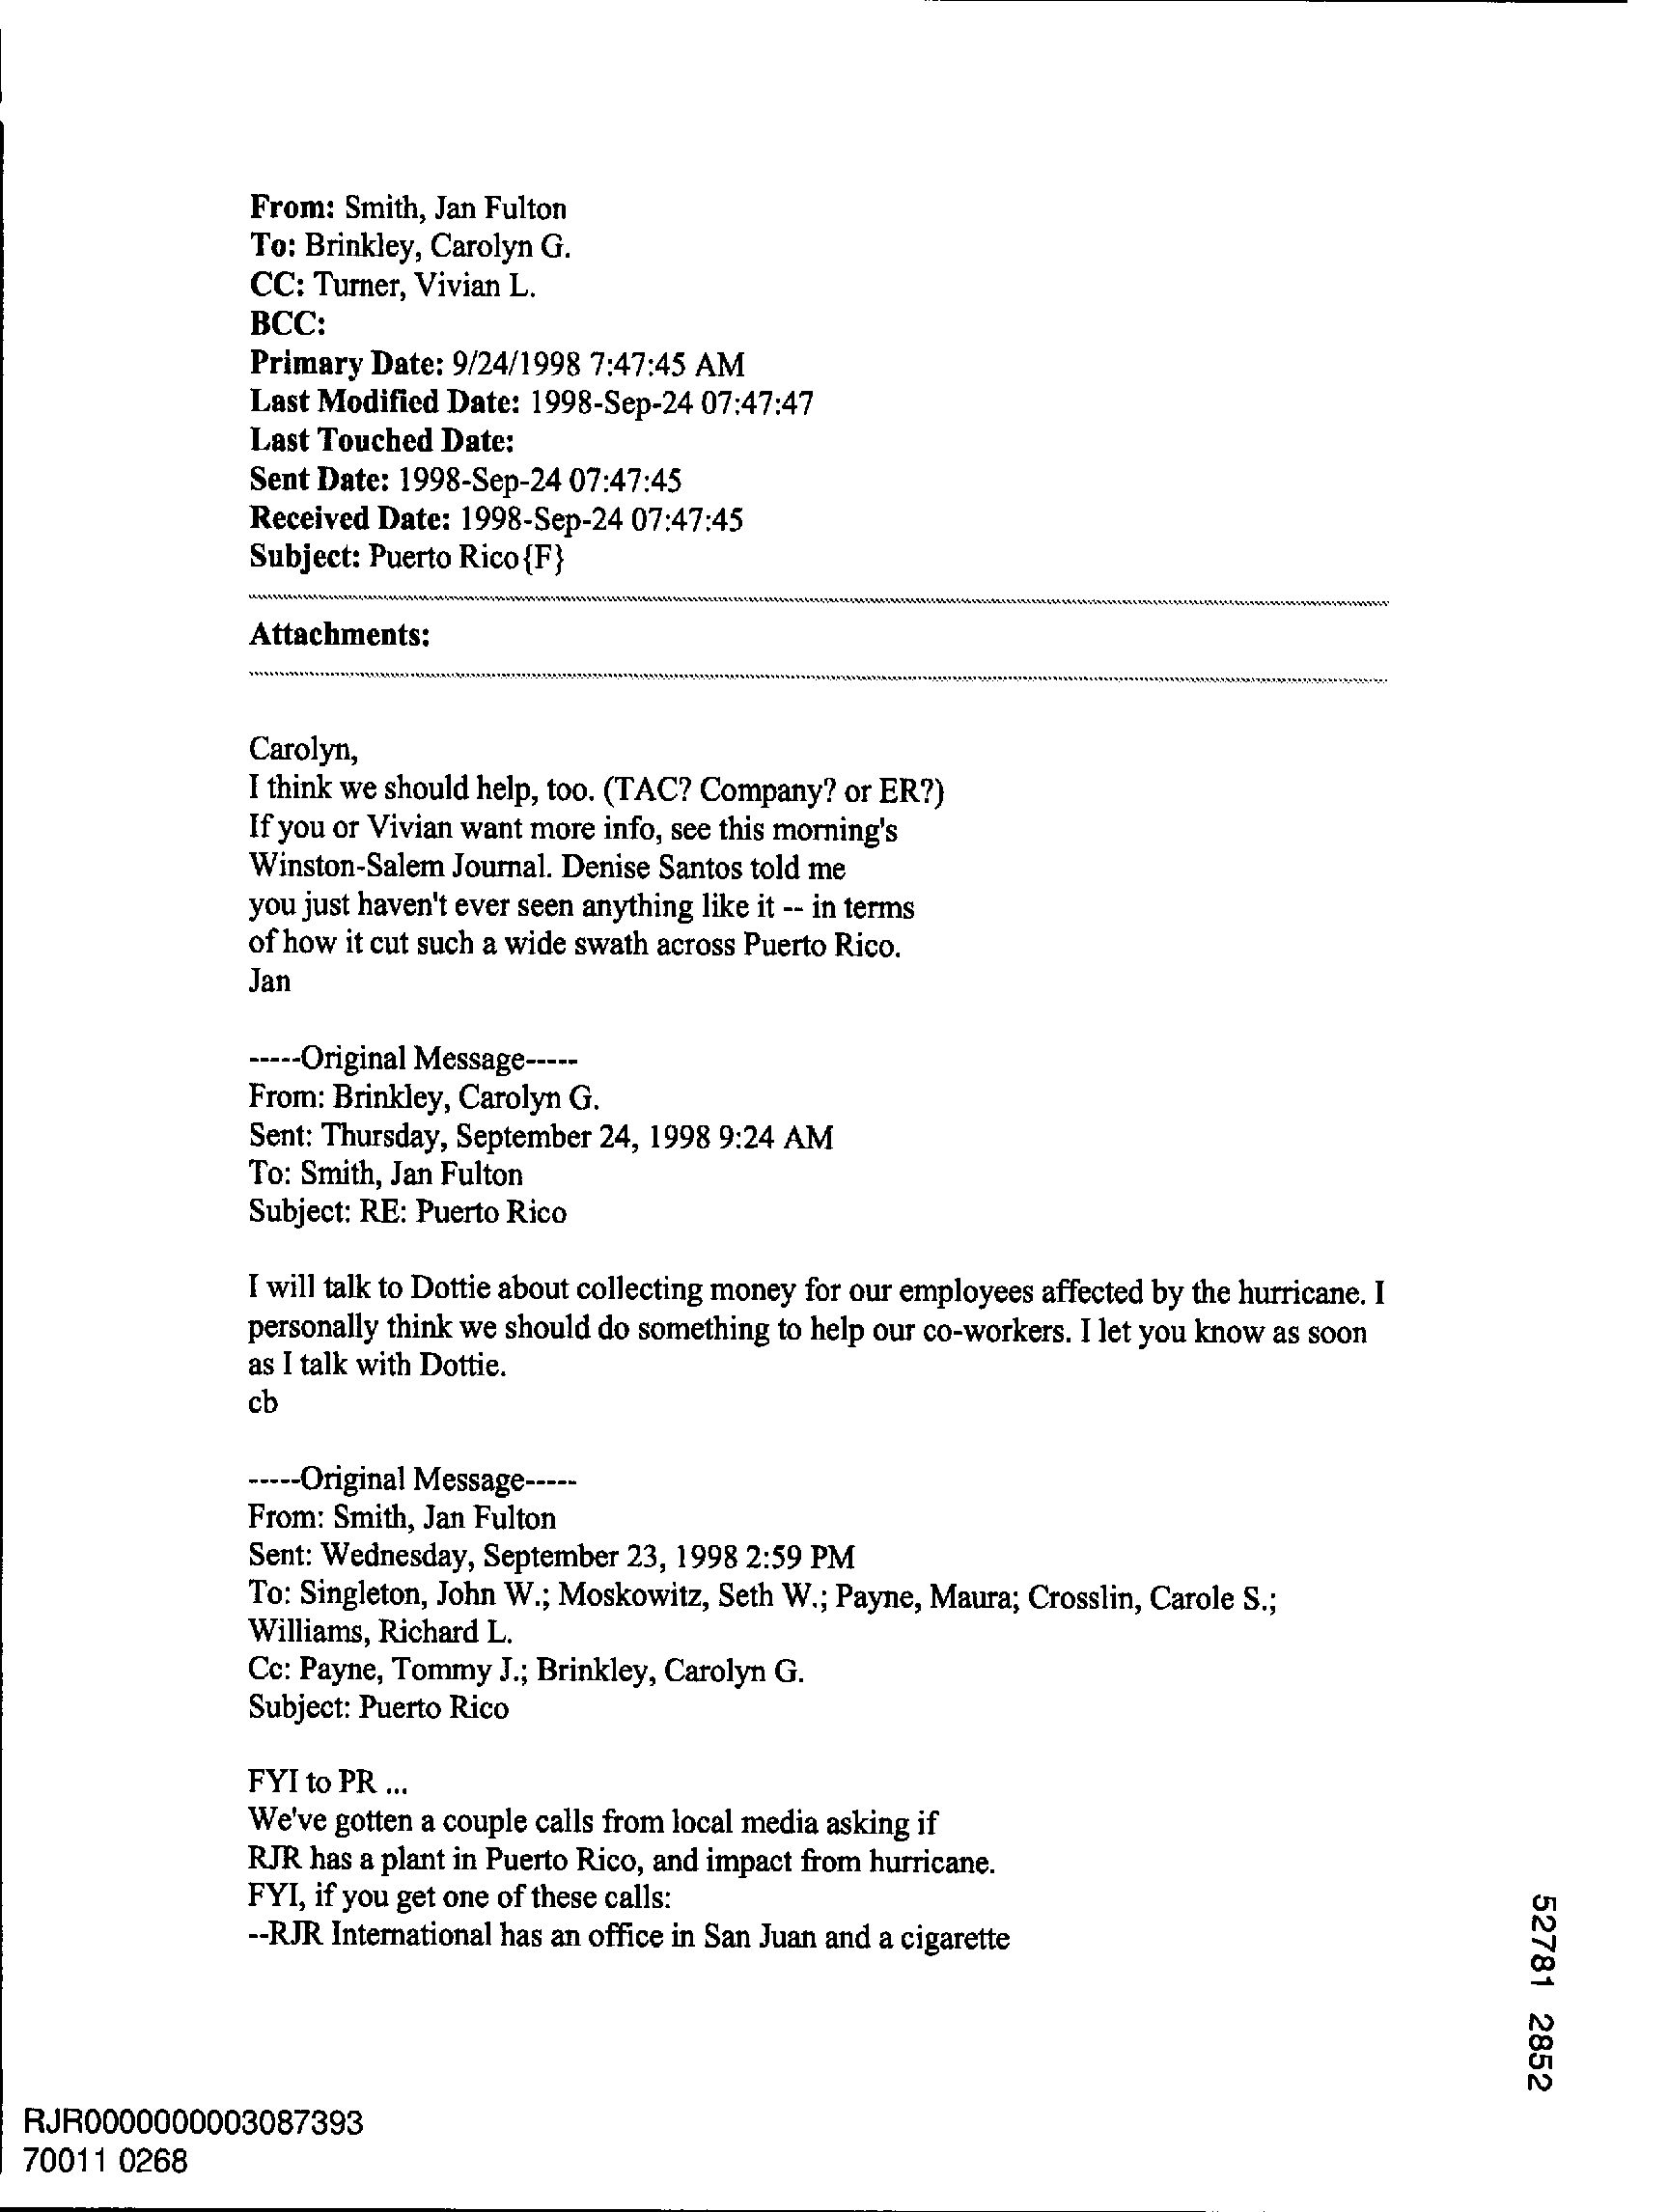 From: Smith, Jan Fulton
To: Brinkley, Carolyn G.
CC: Turner, Vivian L.
BCC:
Primary Date: 9/24/1998 7:47:45 AM
Last Modified Date: 1998-Sep-24 07:47:47
Last Touched Date:
Sent Date: 1998-Sep-24 07:47:45
Received Date: 1998-Sep-24 07:47:45
Subject: Puerto Rico{F}
Attachments:
Carolyn,
I think we should help, too. (TAC? Company? or ER?)
If you or Vivian want more info, see this morning's
Winston-Salem Journal. Denise Santos told me
you just haven't ever seen anything like it -- in terms
of how it cut such a wide swath across Puerto Rico.
Jan
-----Original Message-----
From: Brinkley, Carolyn G.
Sent: Thursday, September 24, 1998 9:24 AM
To: Smith, Jan Fulton
Subject: RE: Puerto Rico
I will talk to Dottie about collecting money for our employees affected by the hurricane. I
personally think we should do something to help our co-workers. I let you know as soon
as I talk with Dottie.
cb
-----Original Message-----
From: Smith, Jan Fulton
Sent: Wednesday, September 23, 1998 2:59 PM
To: Singleton, John W.; Moskowitz, Seth W.; Payne, Maura; Crosslin, Carole S.;
Williams, Richard L.
Cc: Payne, Tommy J.; Brinkley, Carolyn G.
Subject: Puerto Rico
FYI to PR ...
We've gotten a couple calls from local media asking if
RJR has a plant in Puerto Rico, and impact from hurricane.
FYI, if you get one of these calls:
--RJR International has an office in San Juan and a cigarette
52781 2852
RJR0000000003087393
70011 0268